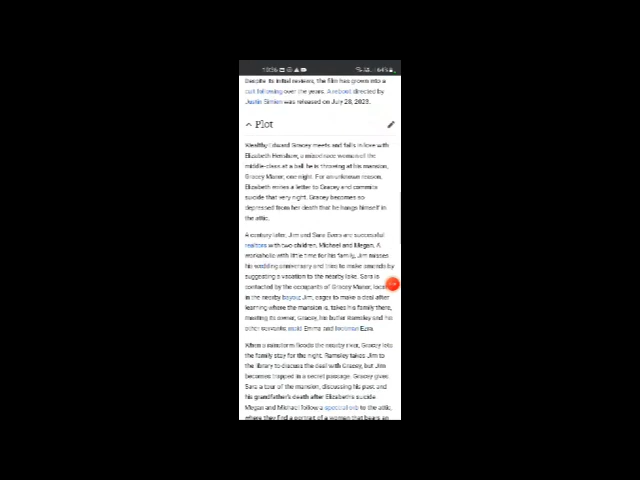 Despite its initial reviews, the film has grown into a
cult following over the years. A reboot directed by
Justin Simien was released on July 28, 2023.
Plot
Wealthy Edward Gracey meets and falls in love with
Elizabeth Henshaw, a mixed-race woman of the
middle-class at a ball he is throwing at his mansion,
Gracey Manor, one night. For an unknown reason,
Elizabeth writes a letter to Gracey and commits
suicide that very night. Gracey becomes so
depressed from her death that he hangs himself in
the attic.
A century later, Jim and Sara Evers are successful
realtors with two children, Michael and Megan. A
workaholic with little time for his family, Jim misses
his wedding anniversary and tries to make amends by
suggesting a vacation to the nearby lake. Sara is
contacted by the occupants of Gracey Manor,
in the nearby bayou; Jim, eager to make a deal after
learning where the mansion is, takes his family there,
meeting its owner, Gracey, his butler Ramsley and his
other servants maid Emma and footman Ezra.
When a rainstorm floods the nearby river, Gracey lets
the family stay for the night. Ramsley takes Jim to
the library to discuss the deal with Gracey, but Jim
becomes trapped in a secret passage. Gracey gives
Sara a tour of the mansion, discussing his past and
his grandfather's death after Elizabeth's suicide.
Megan and Michael follow a to the attic,
where they find a portrait of a woman that bears an